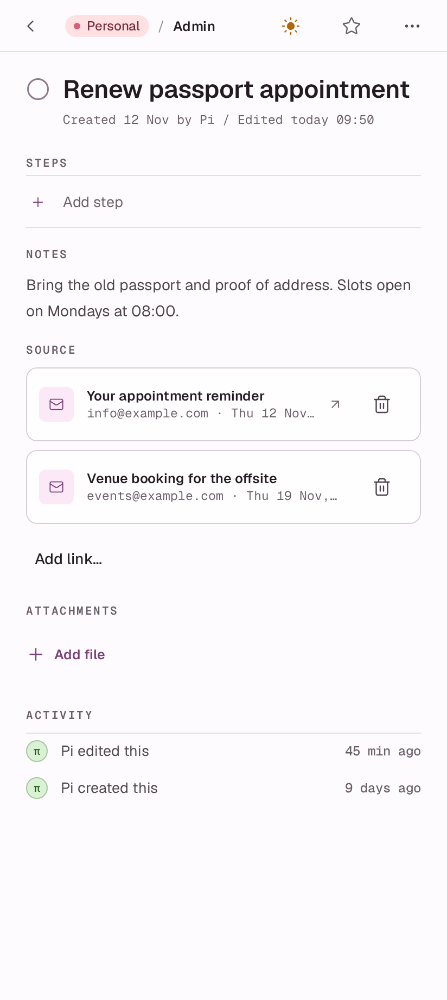 Personal / Admin
Renew passport appointment
Created 12 Nov by Pi / Edited today 09:50
STEPS
+ Add step
NOTES
Bring the old passport and proof of address. Slots open
on Mondays at 08:00.
SOURCE
Your appointment reminder
info@example.com · Thu 12 Nov…
Venue booking for the offsite
events@example.com · Thu 19 Nov,…
Add link…
ATTACHMENTS
+ Add file
ACTIVITY
π Pi edited this 45 min ago
π Pi created this 9 days ago